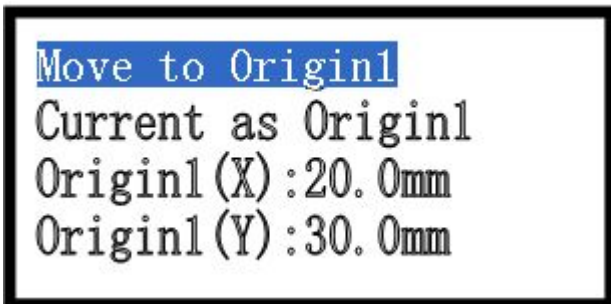 Move to Origin1
Current as Origin1
Origin1(X):20.0mm
Origin1(Y):30.0mm